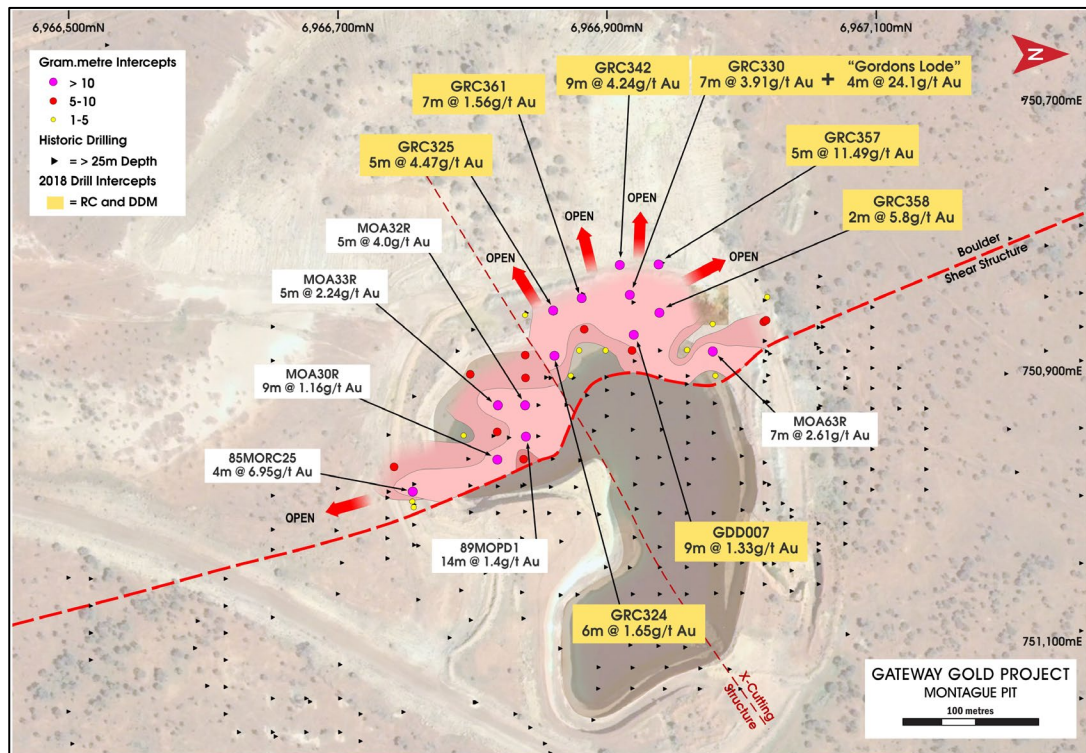 6,966,500mN
6,966,700mN
6,966,900mN
6,967,100mN
Gram.metre Intercepts
> 10
5-10
1-5
Historic Drilling
= > 25m Depth
2018 Drill Intercepts
= RC and DDM
GRC361
7m @ 1.56g/t Au
GRC342
9m @ 4.24g/t Au
GRC330
7m @ 3.91g/t Au
+
“Gordons Lode”
4m @ 24.1g/t Au
N
750,700mE
GRC325
5m @ 4.47g/t Au
GRC357
5m @ 11.49g/t Au
GRC358
2m @ 5.8g/t Au
MOA32R
5m @ 4.0g/t Au
OPEN
OPEN
OPEN
OPEN
Boulder
Shear Structure
MOA33R
5m @ 2.24g/t Au
MOA30R
9m @ 1.16g/t Au
750,900mE
MOA63R
7m @ 2.61g/t Au
85MORC25
4m @ 6.95g/t Au
OPEN
89MOPD1
14m @ 1.4g/t Au
GDD007
9m @ 1.33g/t Au
GRC324
6m @ 1.65g/t Au
751,100mE
X-Cutting
Structure
GATEWAY GOLD PROJECT
MONTAGUE PIT
100 metres